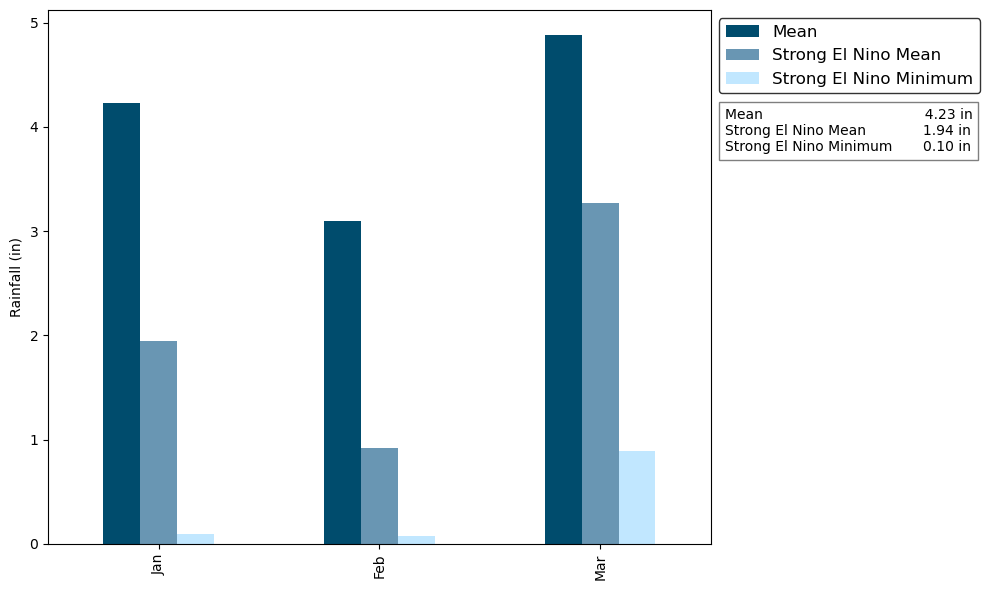 5
4
3
2
1
0
Rainfall (in)
Jan
Feb
Mar
Mean
Strong El Nino Mean
Strong El Nino Minimum
Mean 4.23 in
Strong El Nino Mean 1.94 in
Strong El Nino Minimum 0.10 in